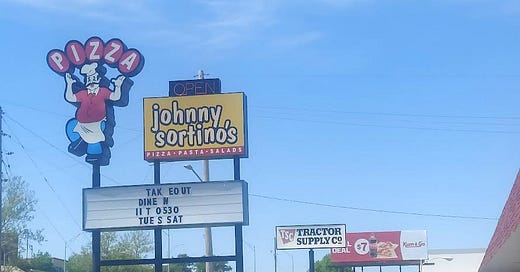 PIZZA
OPEN
johnny
sortino's
PIZZA • PASTA • SALADS
TAK EOUT
DINE N
11 T 0530
TUE S SAT
TSC TRACTOR
SUPPLY CO
DEAL $7
Kum & Go